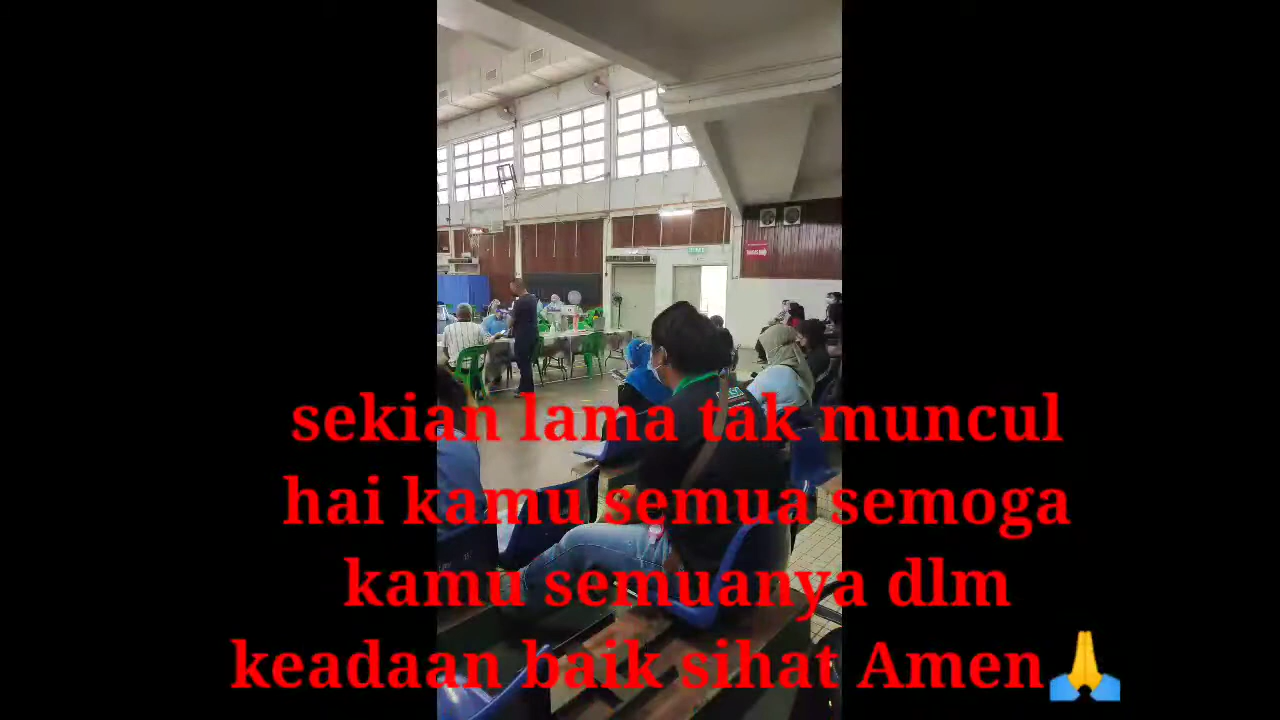 sekian lama tak muncul
hai kamu semua semoga
kamu semuanya dlm
keadaan baik sihat Amen🙏